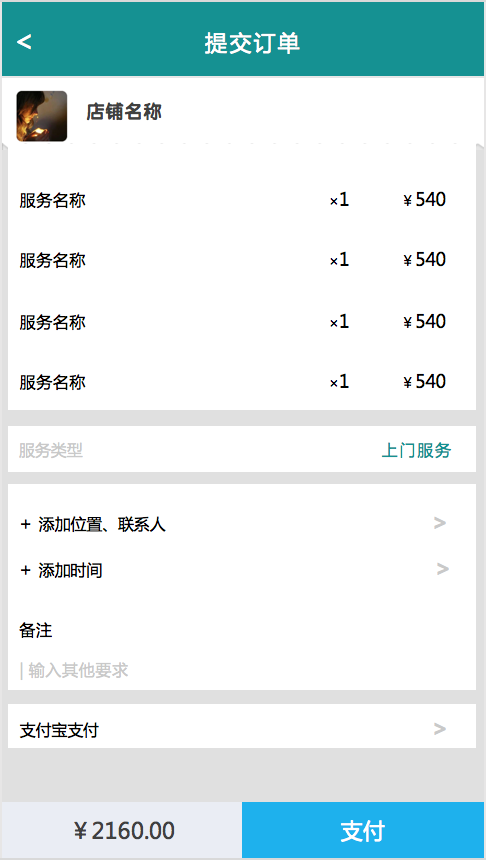 < 提交订单
店铺名称
服务名称 ×1 ¥540
服务名称 ×1 ¥540
服务名称 ×1 ¥540
服务名称 ×1 ¥540
服务类型 上门服务
+ 添加位置、联系人 >
+ 添加时间 >
备注
| 输入其他要求
支付宝支付 >
¥2160.00 支付